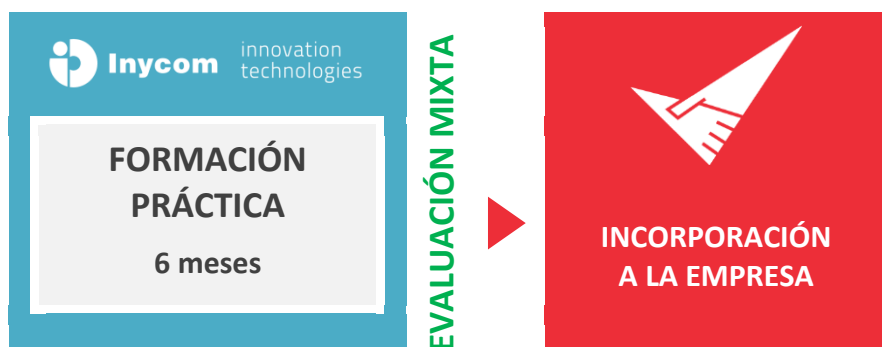 Inycom
innovation
technologies
FORMACIÓN
PRÁCTICA
6 meses
EVALUACIÓN MIXTA
INCORPORACIÓN
A LA EMPRESA